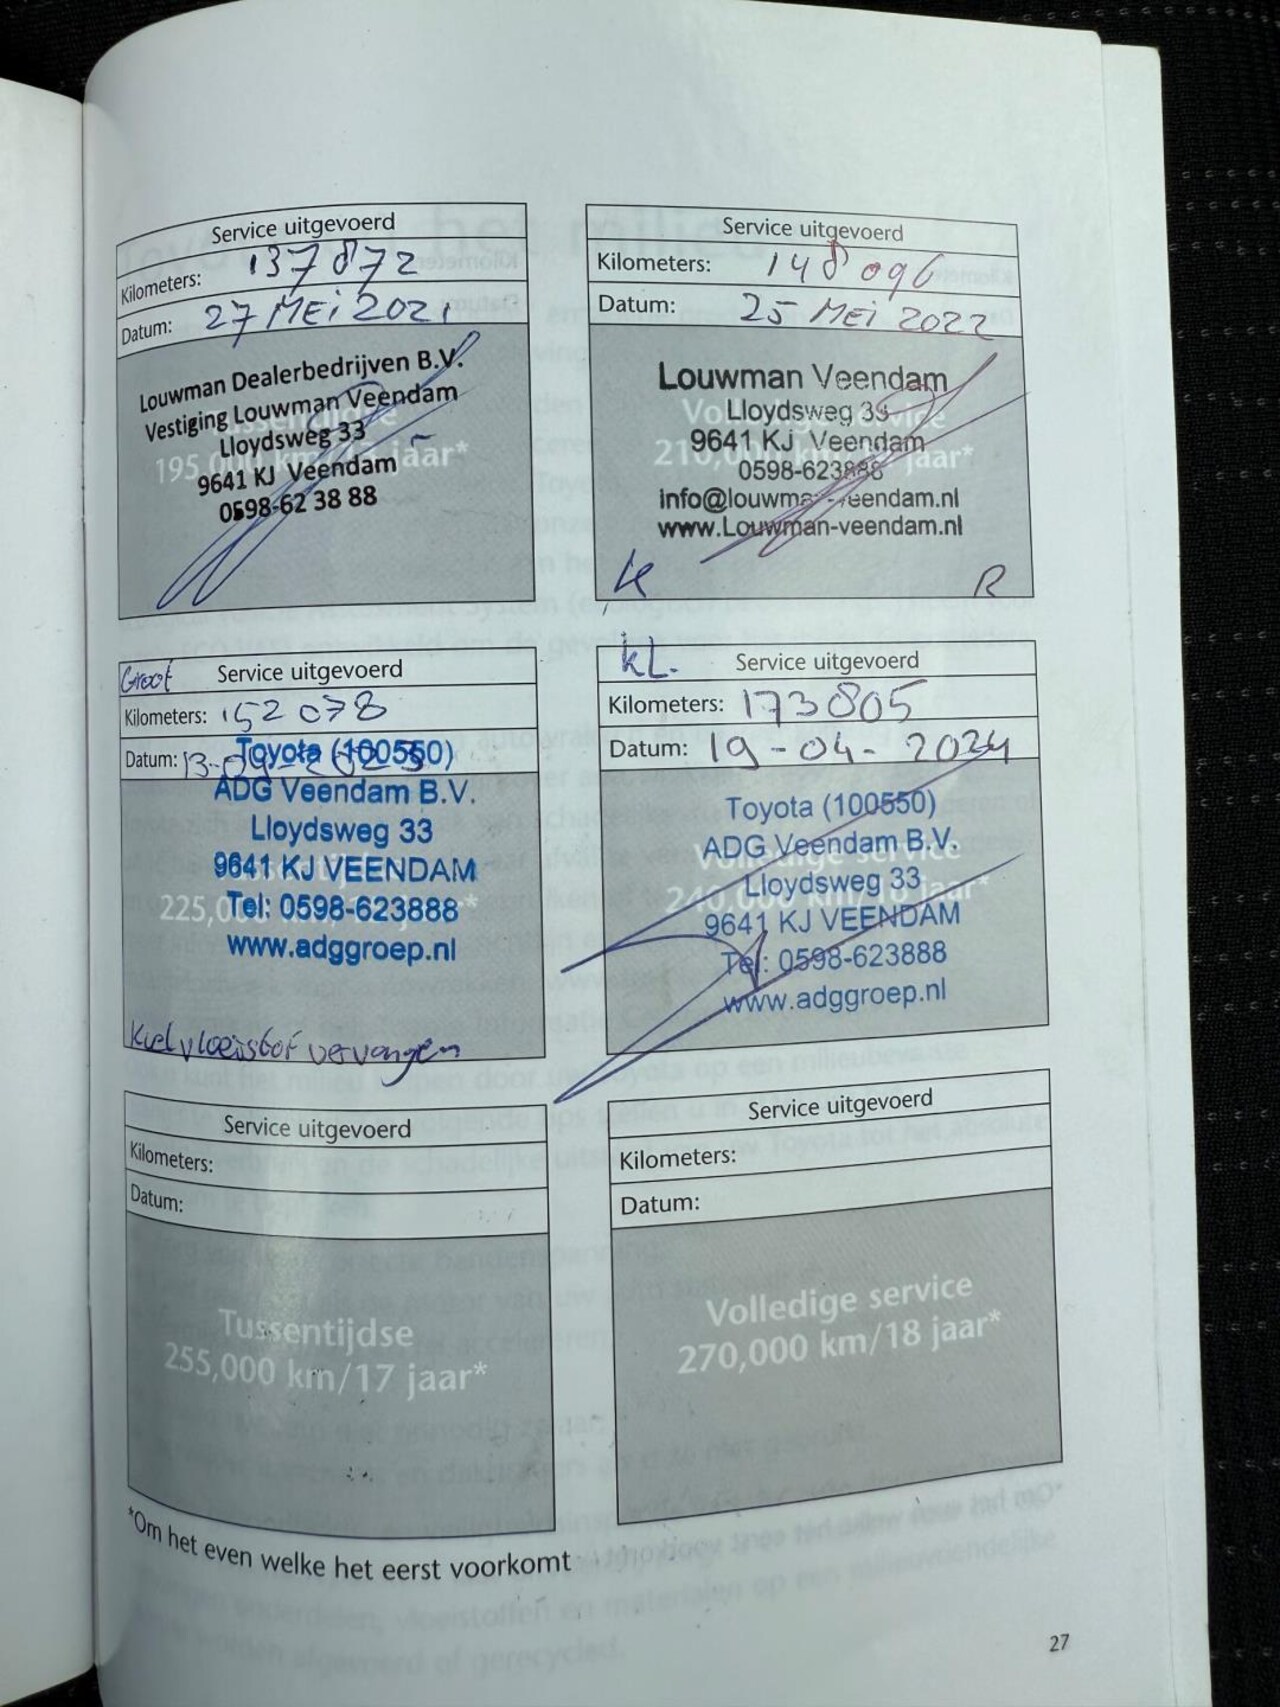 Service uitgevoerd
Kilometers: 137872
Datum: 27 MEI 2021
Louwman Dealerbedrijven B.V.
Vestiging Louwman Veendam
Lloydsweg 33
9641 KJ Veendam
0598-62 38 88
195,000 km/13 jaar*
Service uitgevoerd
Kilometers: 148096
Datum: 25 MEI 2022
Louwman Veendam
Lloydsweg 33
9641 KJ Veendam
0598-623888
info@louwman-veendam.nl
www.Louwman-veendam.nl
Volledige service
210,000 km/14 jaar*
R
Groot Service uitgevoerd
Kilometers: 152078
Datum:
Toyota (100550)
ADG Veendam B.V.
Lloydsweg 33
9641 KJ VEENDAM
Tel: 0598-623888
www.adggroep.nl
Tussentijdse
225,000 km/15 jaar*
Koelvloeistof vervangen
KL. Service uitgevoerd
Kilometers: 173805
Datum: 19-04-2024
Toyota (100550)
ADG Veendam B.V.
Lloydsweg 33
9641 KJ VEENDAM
Tel: 0598-623888
www.adggroep.nl
Volledige service
240,000 km/16 jaar*
Service uitgevoerd
Kilometers:
Datum:
Tussentijdse
255,000 km/17 jaar*
Service uitgevoerd
Kilometers:
Datum:
Volledige service
270,000 km/18 jaar*
*Om het even welke het eerst voorkomt
27